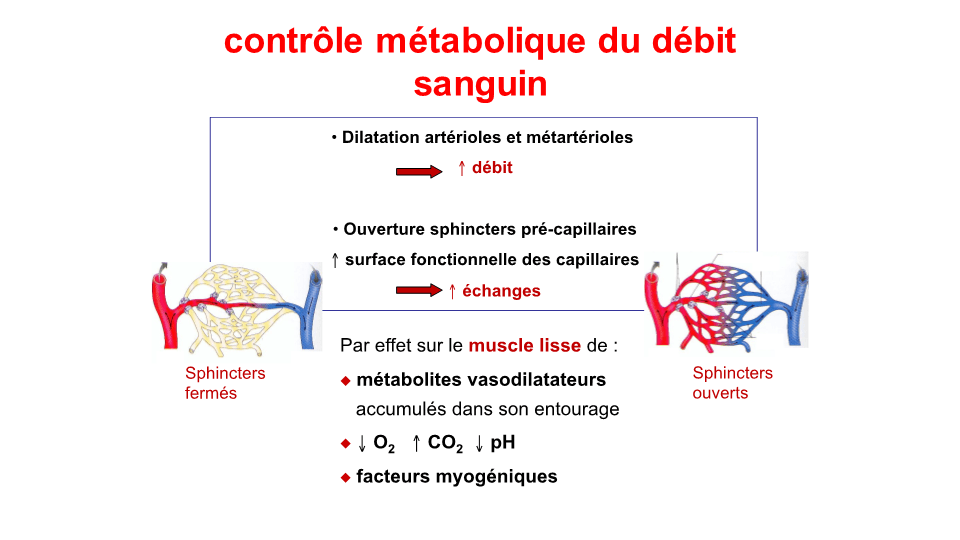 contrôle métabolique du débit
sanguin
• Dilatation artérioles et métartérioles
↑ débit
• Ouverture sphincters pré-capillaires
↑ surface fonctionnelle des capillaires
↑ échanges
Sphincters
fermés
Sphincters
ouverts
Par effet sur le muscle lisse de :
◆ métabolites vasodilatateurs
accumulés dans son entourage
◆ ↓ O₂ ↑ CO₂ ↓ pH
◆ facteurs myogéniques